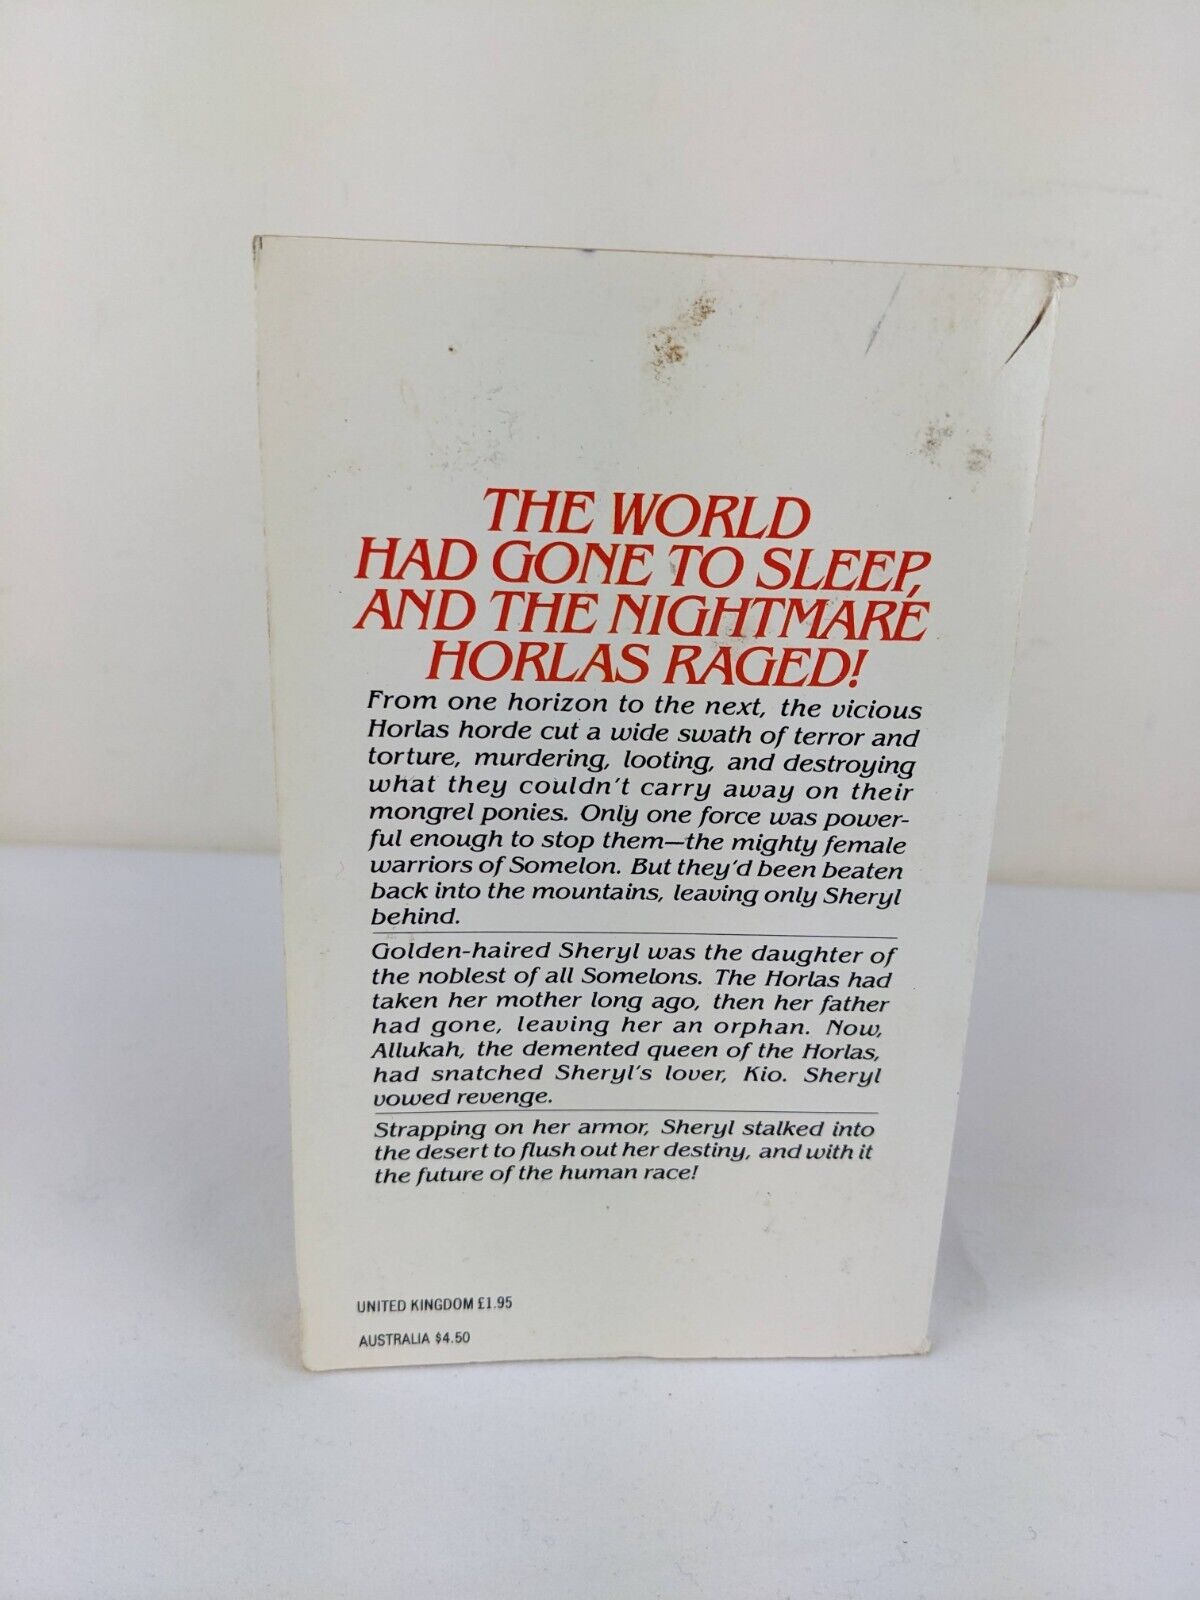 THE WORLD
HAD GONE TO SLEEP,
AND THE NIGHTMARE
HORLAS RAGED!
From one horizon to the next, the vicious
Horlas horde cut a wide swath of terror and
torture, murdering, looting, and destroying
what they couldn't carry away on their
mongrel ponies. Only one force was power-
ful enough to stop them—the mighty female
warriors of Somelon. But they'd been beaten
back into the mountains, leaving only Sheryl
behind.
Golden-haired Sheryl was the daughter of
the noblest of all Somelons. The Horlas had
taken her mother long ago, then her father
had gone, leaving her an orphan. Now,
Allukah, the demented queen of the Horlas,
had snatched Sheryl's lover, Kio. Sheryl
vowed revenge.
Strapping on her armor, Sheryl stalked into
the desert to flush out her destiny, and with it
the future of the human race!
UNITED KINGDOM £1.95
AUSTRALIA $4.50